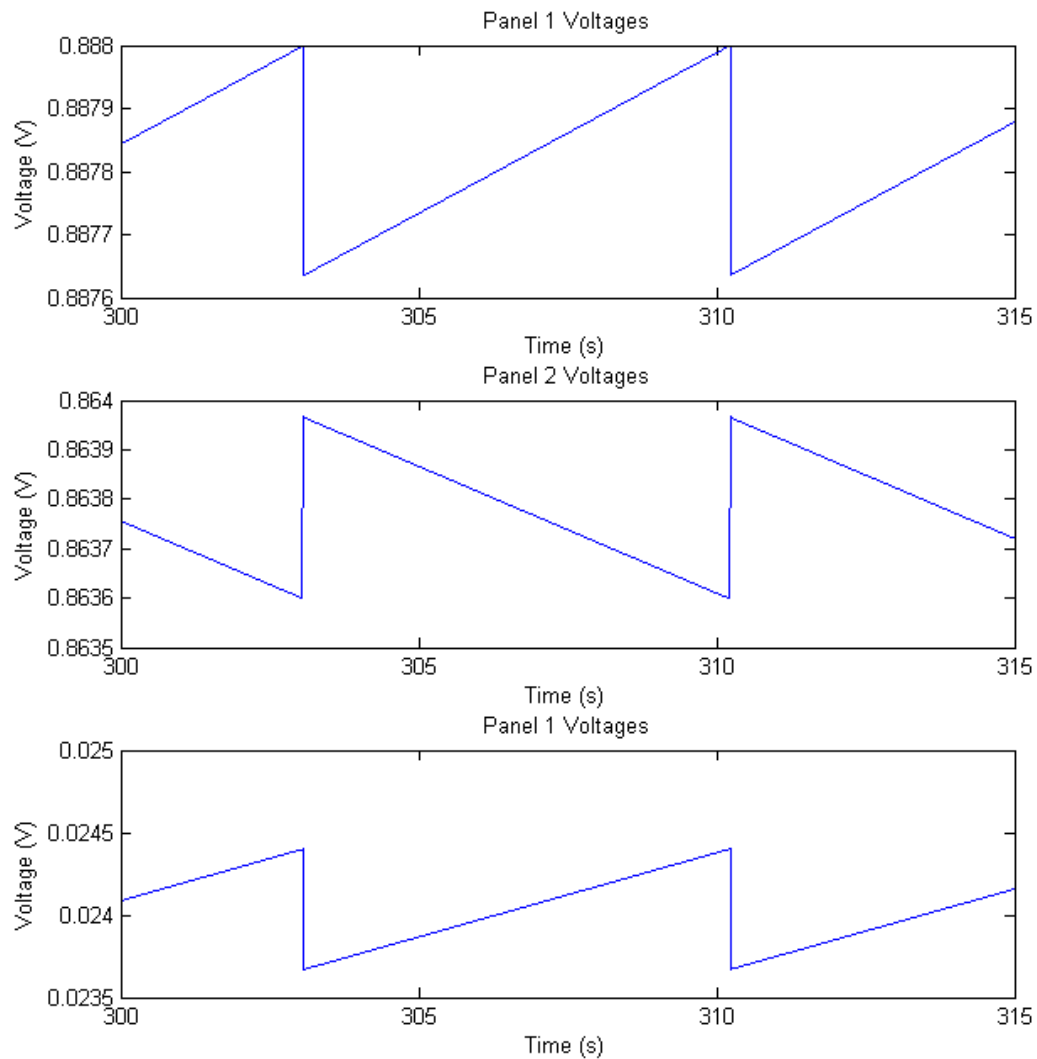 Panel 1 Voltages
0.888
0.8879
0.8878
0.8877
0.8876
Voltage (V)
300 305 310 315
Time (s)
Panel 2 Voltages
0.864
0.8639
0.8638
0.8637
0.8636
0.8635
Voltage (V)
300 305 310 315
Time (s)
Panel 1 Voltages
0.025
0.0245
0.024
0.0235
Voltage (V)
300 305 310 315
Time (s)